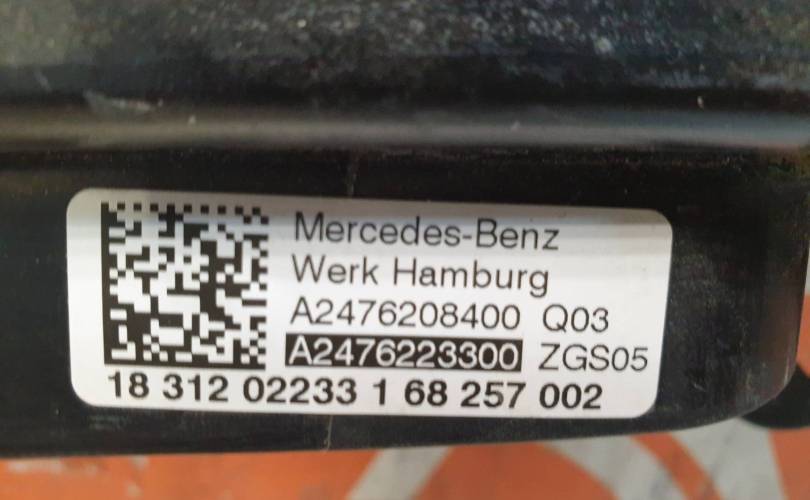 Mercedes-Benz
Werk Hamburg
A2476208400 Q03
A2476223300 ZGS05
18 312 02233 1 68 257 002